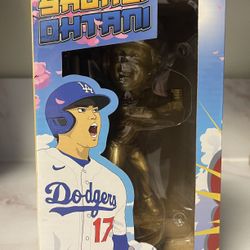 SHOHEI
OHTANI
LA
Dodgers
17